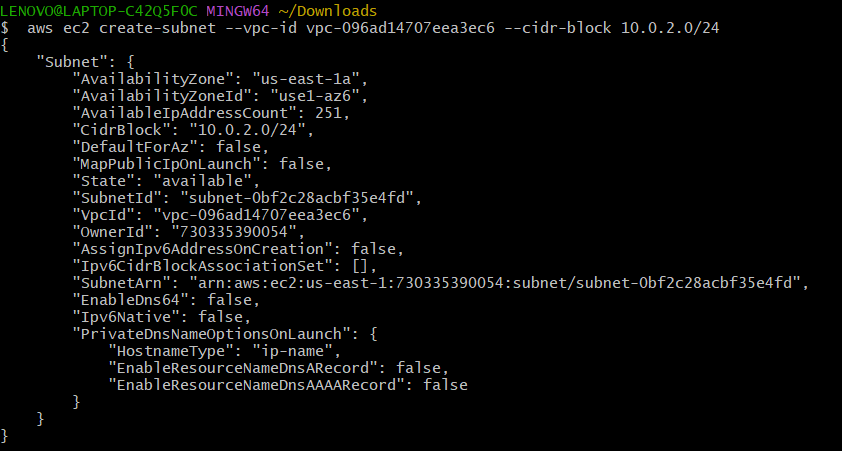 LENOVO@LAPTOP-C42Q5F0C MINGW64 ~/Downloads
$  aws ec2 create-subnet --vpc-id vpc-096ad14707eea3ec6 --cidr-block 10.0.2.0/24
{
    "Subnet": {
        "AvailabilityZone": "us-east-1a",
        "AvailabilityZoneId": "use1-az6",
        "AvailableIpAddressCount": 251,
        "CidrBlock": "10.0.2.0/24",
        "DefaultForAz": false,
        "MapPublicIpOnLaunch": false,
        "State": "available",
        "SubnetId": "subnet-0bf2c28acbf35e4fd",
        "VpcId": "vpc-096ad14707eea3ec6",
        "OwnerId": "730335390054",
        "AssignIpv6AddressOnCreation": false,
        "Ipv6CidrBlockAssociationSet": [],
        "SubnetArn": "arn:aws:ec2:us-east-1:730335390054:subnet/subnet-0bf2c28acbf35e4fd",
        "EnableDns64": false,
        "Ipv6Native": false,
        "PrivateDnsNameOptionsOnLaunch": {
            "HostnameType": "ip-name",
            "EnableResourceNameDnsARecord": false,
            "EnableResourceNameDnsAAAARecord": false
        }
    }
}